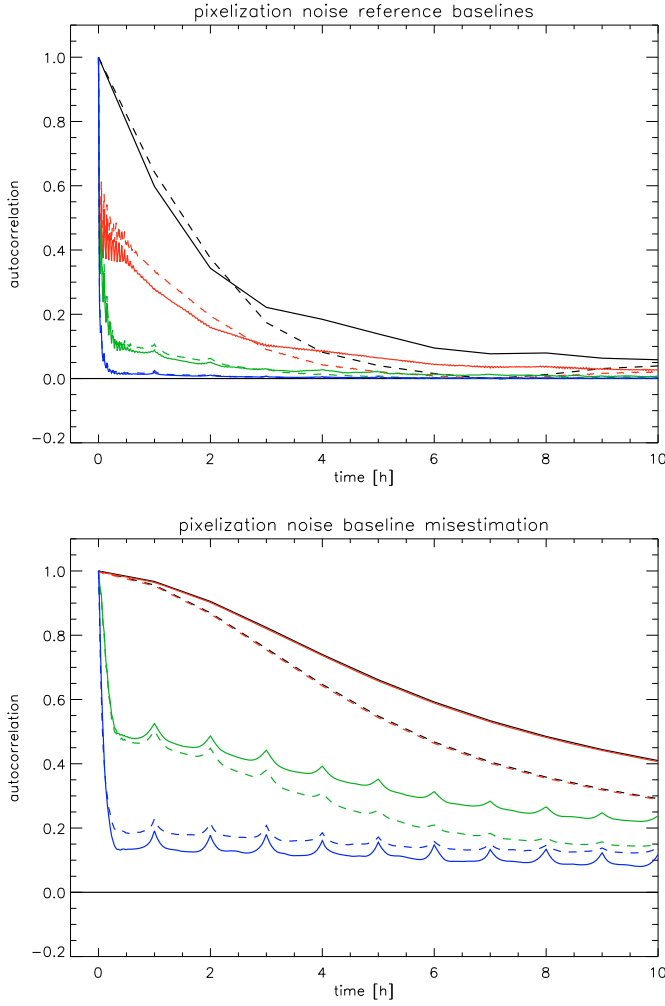 pixelization noise reference baselines
1.0
0.8
0.6
0.4
0.2
0.0
−0.2
autocorrelation
0 2 4 6 8 10
time [h]
pixelization noise baseline misestimation
1.0
0.8
0.6
0.4
0.2
0.0
−0.2
autocorrelation
0 2 4 6 8 10
time [h]